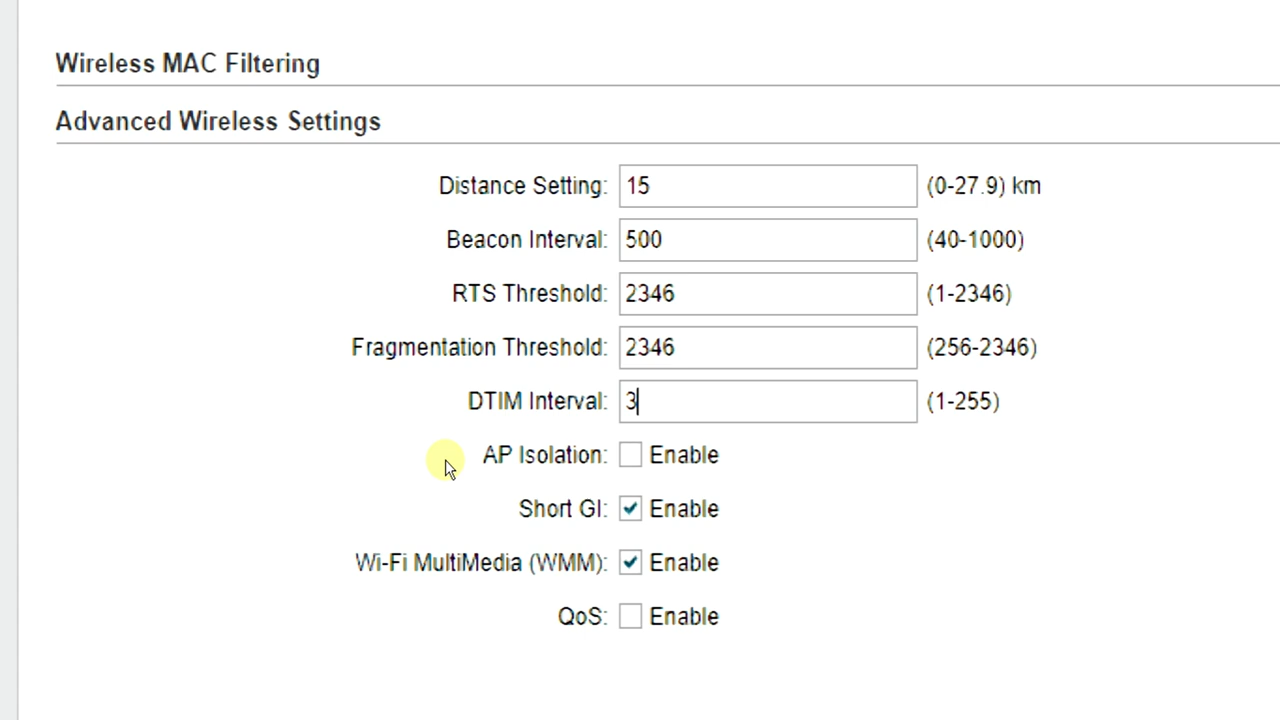 Wireless MAC Filtering
Advanced Wireless Settings
Distance Setting: 15 (0-27.9) km
Beacon Interval: 500 (40-1000)
RTS Threshold: 2346 (1-2346)
Fragmentation Threshold: 2346 (256-2346)
DTIM Interval: 3 (1-255)
AP Isolation: Enable
Short GI: Enable
Wi-Fi MultiMedia (WMM): Enable
QoS: Enable